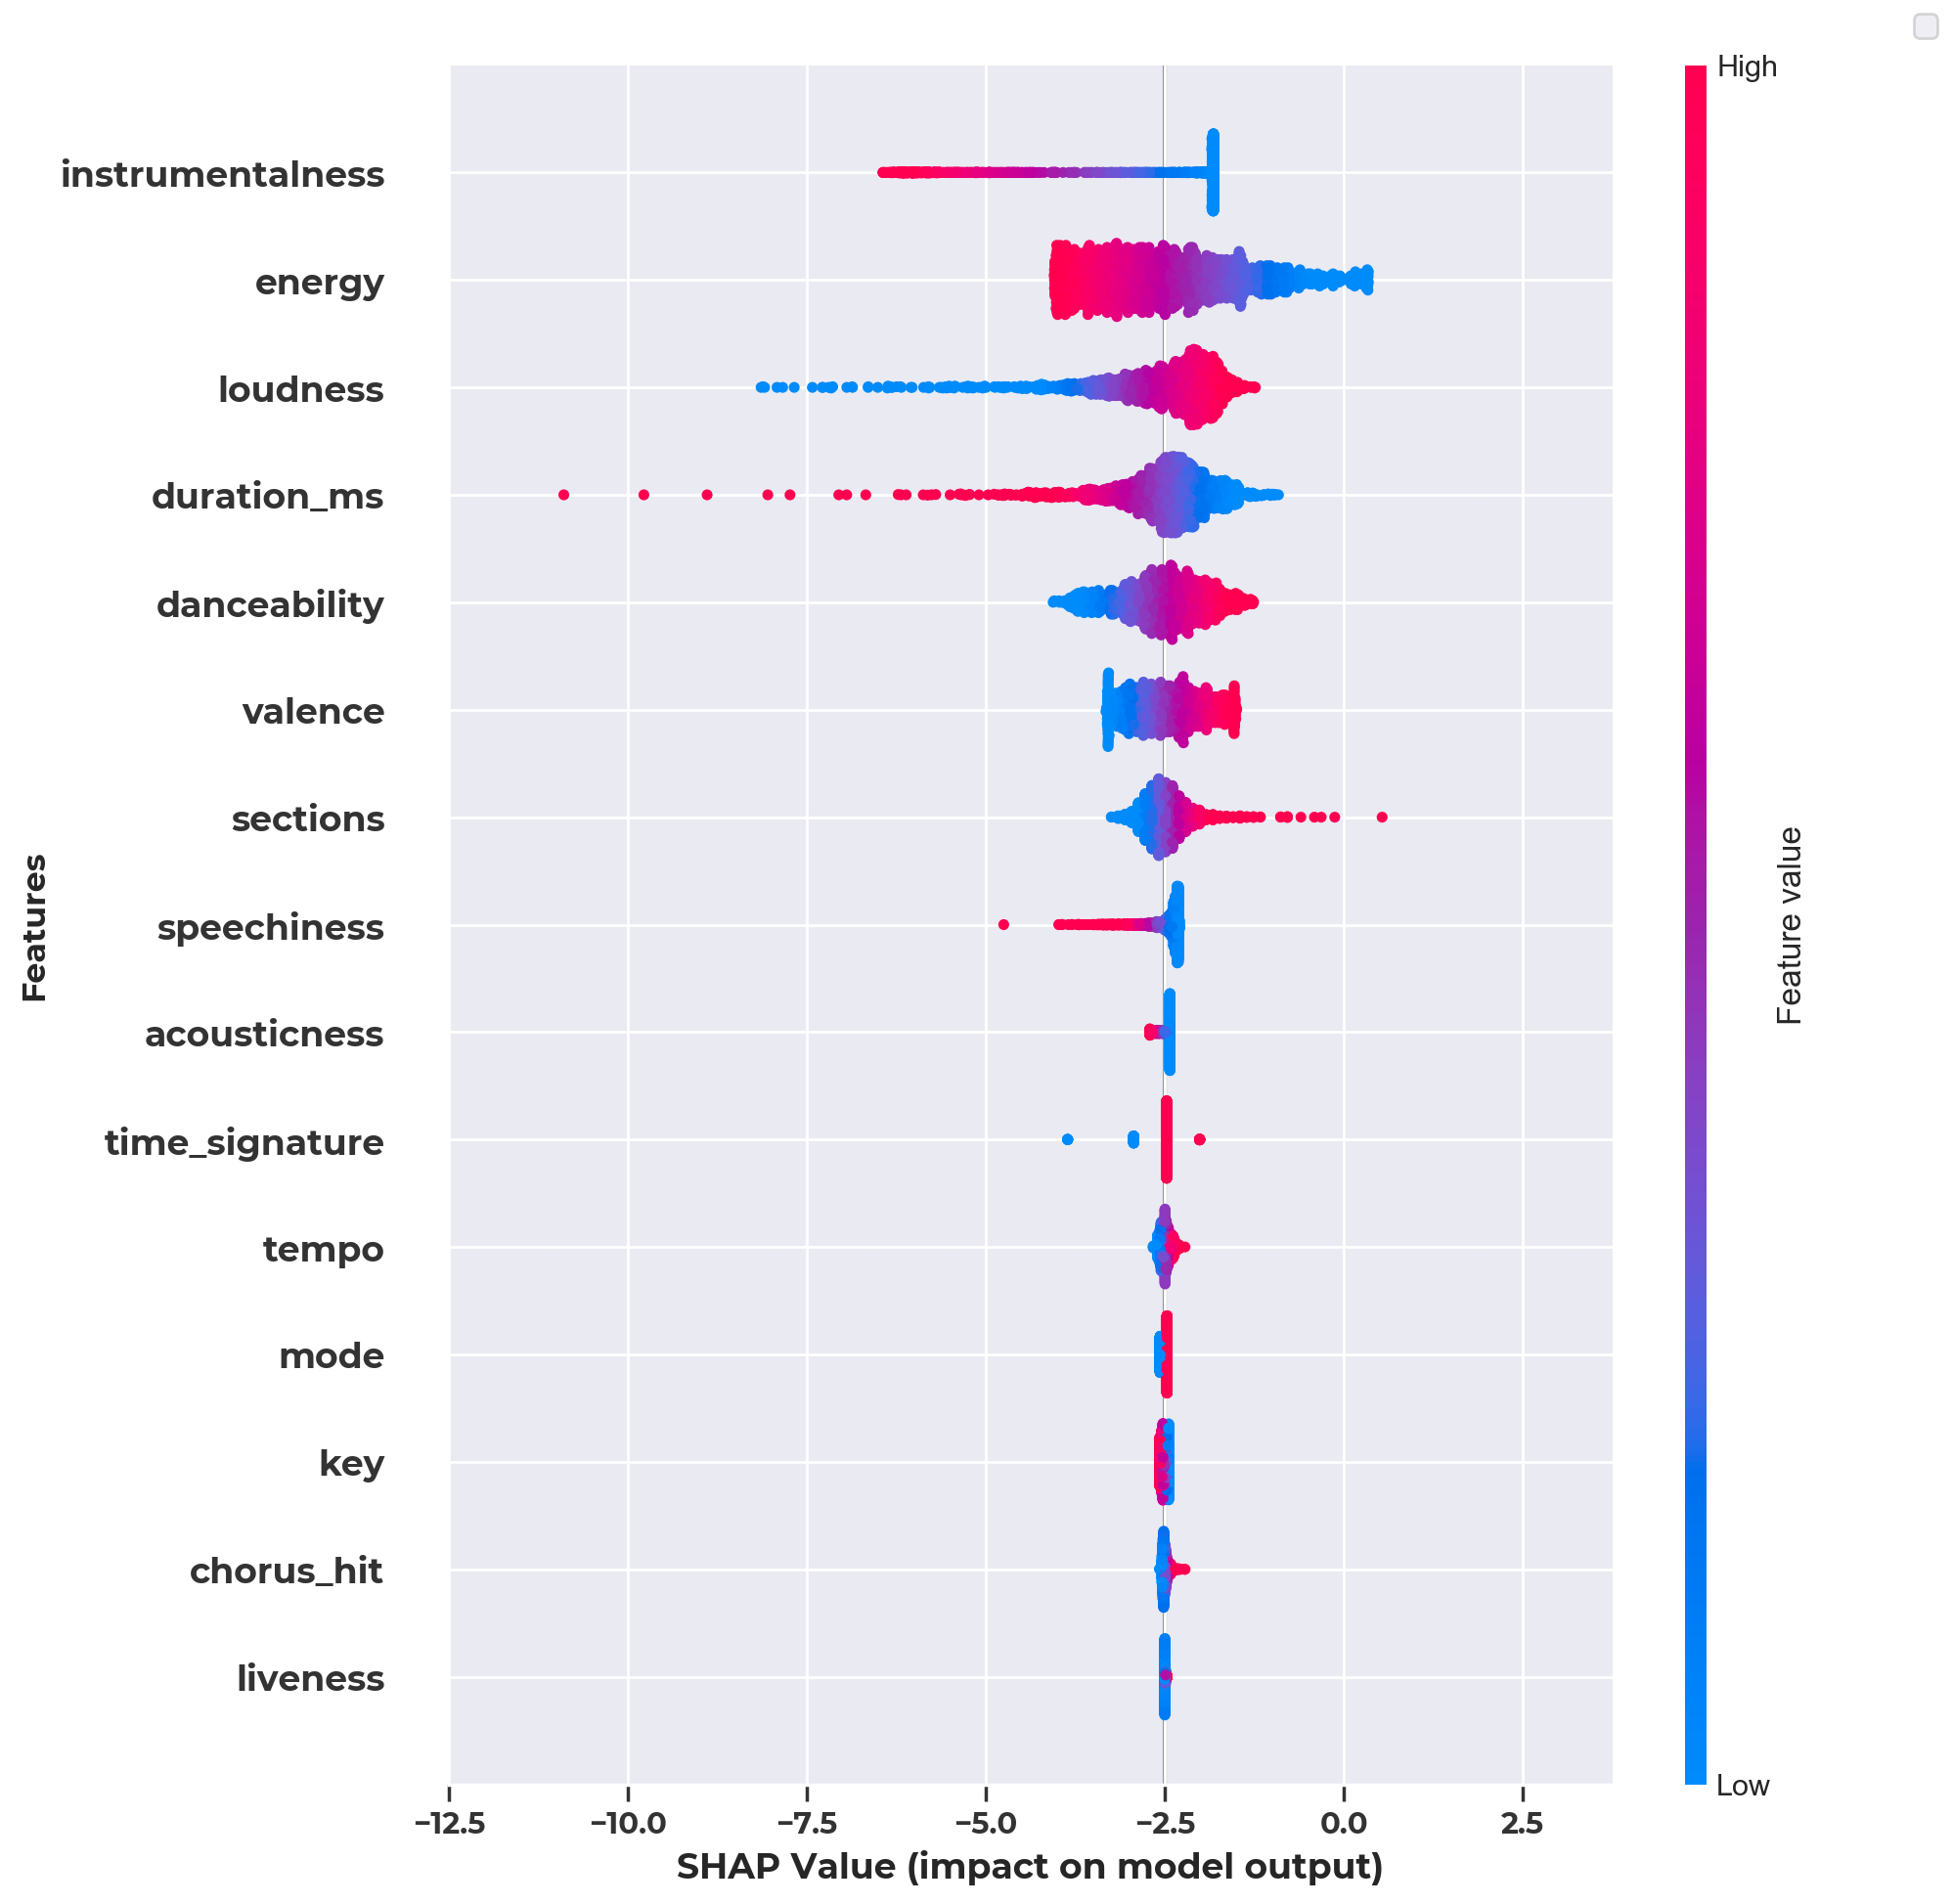 High
instrumentalness
energy
loudness
duration_ms
danceability
valence
sections
speechiness
acousticness
time_signature
tempo
mode
key
chorus_hit
liveness
Features
Feature value
Low
−12.5 −10.0 −7.5 −5.0 −2.5 0.0 2.5
SHAP Value (impact on model output)